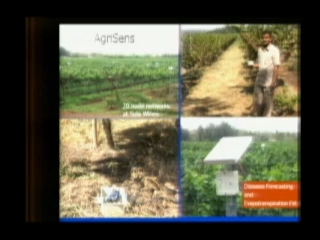 AgriSens
20 node network
at Sula Wines
Disease Forecasting
and
Evapotranspiration Est